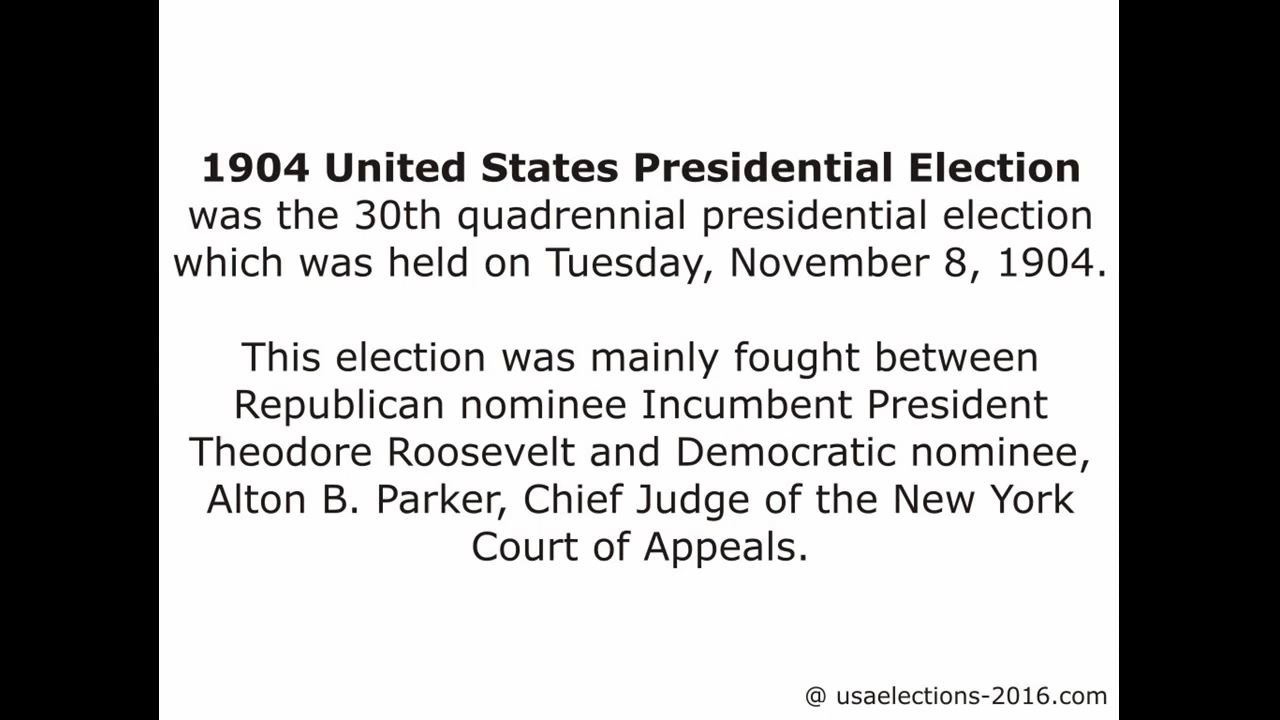 1904 United States Presidential Election
was the 30th quadrennial presidential election
which was held on Tuesday, November 8, 1904.
This election was mainly fought between
Republican nominee Incumbent President
Theodore Roosevelt and Democratic nominee,
Alton B. Parker, Chief Judge of the New York
Court of Appeals.
@ usaelections-2016.com